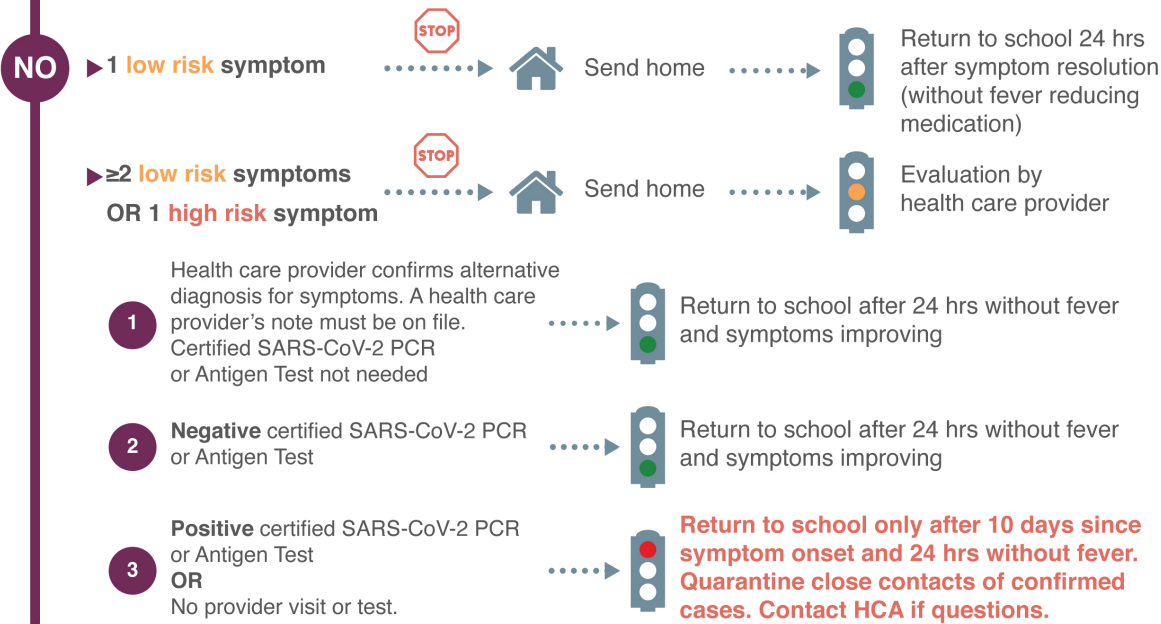 NO
1 low risk symptom
STOP
Send home
Return to school 24 hrs
after symptom resolution
(without fever reducing
medication)
≥2 low risk symptoms
OR 1 high risk symptom
STOP
Send home
Evaluation by
health care provider
1
Health care provider confirms alternative
diagnosis for symptoms. A health care
provider’s note must be on file.
Certified SARS-CoV-2 PCR
or Antigen Test not needed
Return to school after 24 hrs without fever
and symptoms improving
2
Negative certified SARS-CoV-2 PCR
or Antigen Test
Return to school after 24 hrs without fever
and symptoms improving
3
Positive certified SARS-CoV-2 PCR
or Antigen Test
OR
No provider visit or test.
Return to school only after 10 days since
symptom onset and 24 hrs without fever.
Quarantine close contacts of confirmed
cases. Contact HCA if questions.